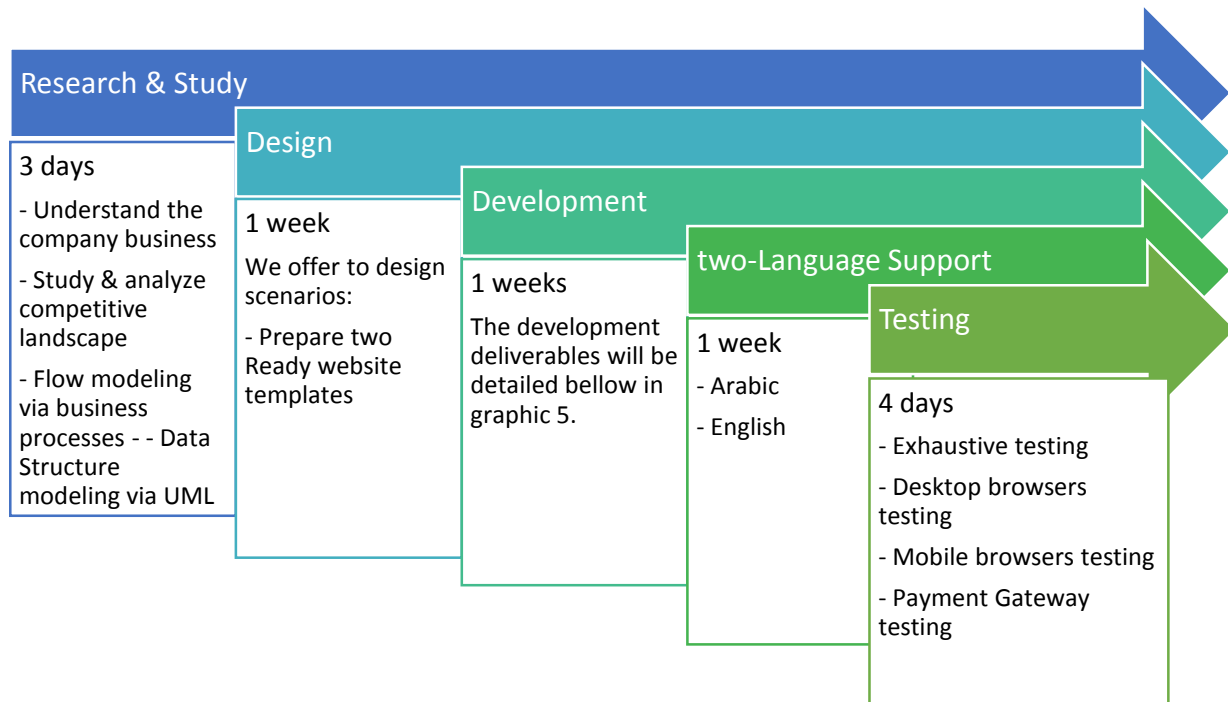 Research & Study
3 days
- Understand the
company business
- Study & analyze
competitive
landscape
- Flow modeling
via business
processes - - Data
Structure
modeling via UML
Design
1 week
We offer to design
scenarios:
- Prepare two
Ready website
templates
Development
1 weeks
The development
deliverables will be
detailed bellow in
graphic 5.
two-Language Support
1 week
- Arabic
- English
Testing
4 days
- Exhaustive testing
- Desktop browsers
testing
- Mobile browsers testing
- Payment Gateway
testing